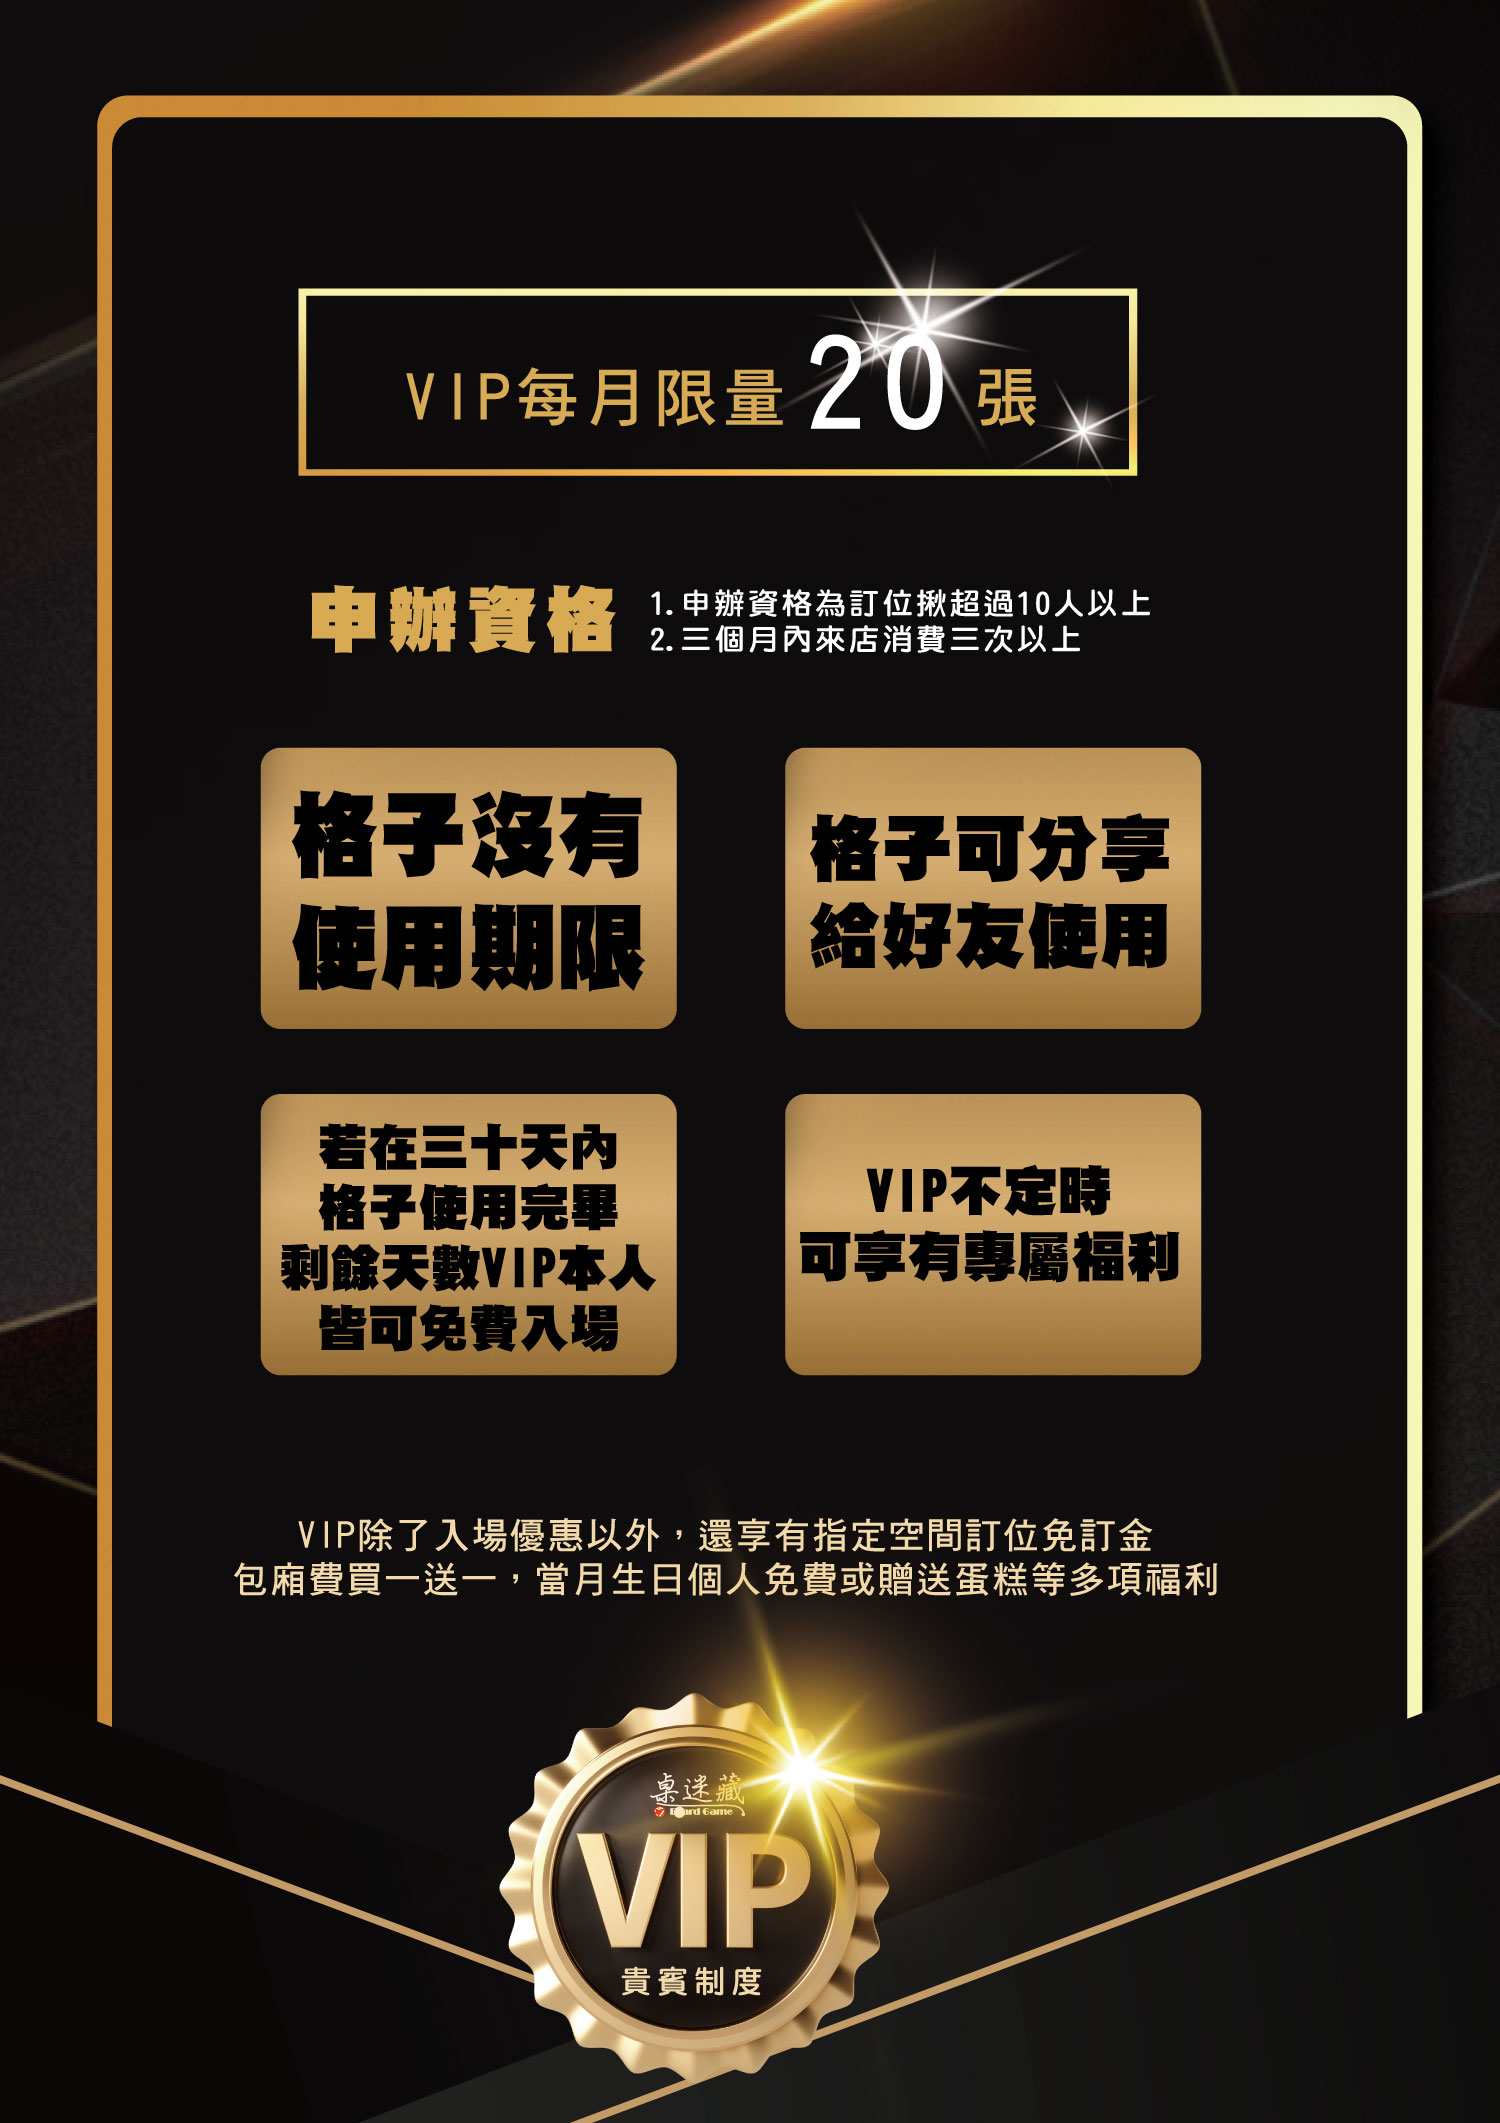 VIP每月限量20張
申辦資格
1.申辦資格為訂位揪超過10人以上
2.三個月內來店消費三次以上
格子沒有
使用期限
格子可分享
給好友使用
若在三十天內
格子使用完畢
剩餘天數VIP本人
皆可免費入場
VIP不定時
可享有專屬福利
VIP除了入場優惠以外，還享有指定空間訂位免訂金
包廂費買一送一，當月生日個人免費或贈送蛋糕等多項福利
桌迷藏
Board Game
VIP
貴賓制度